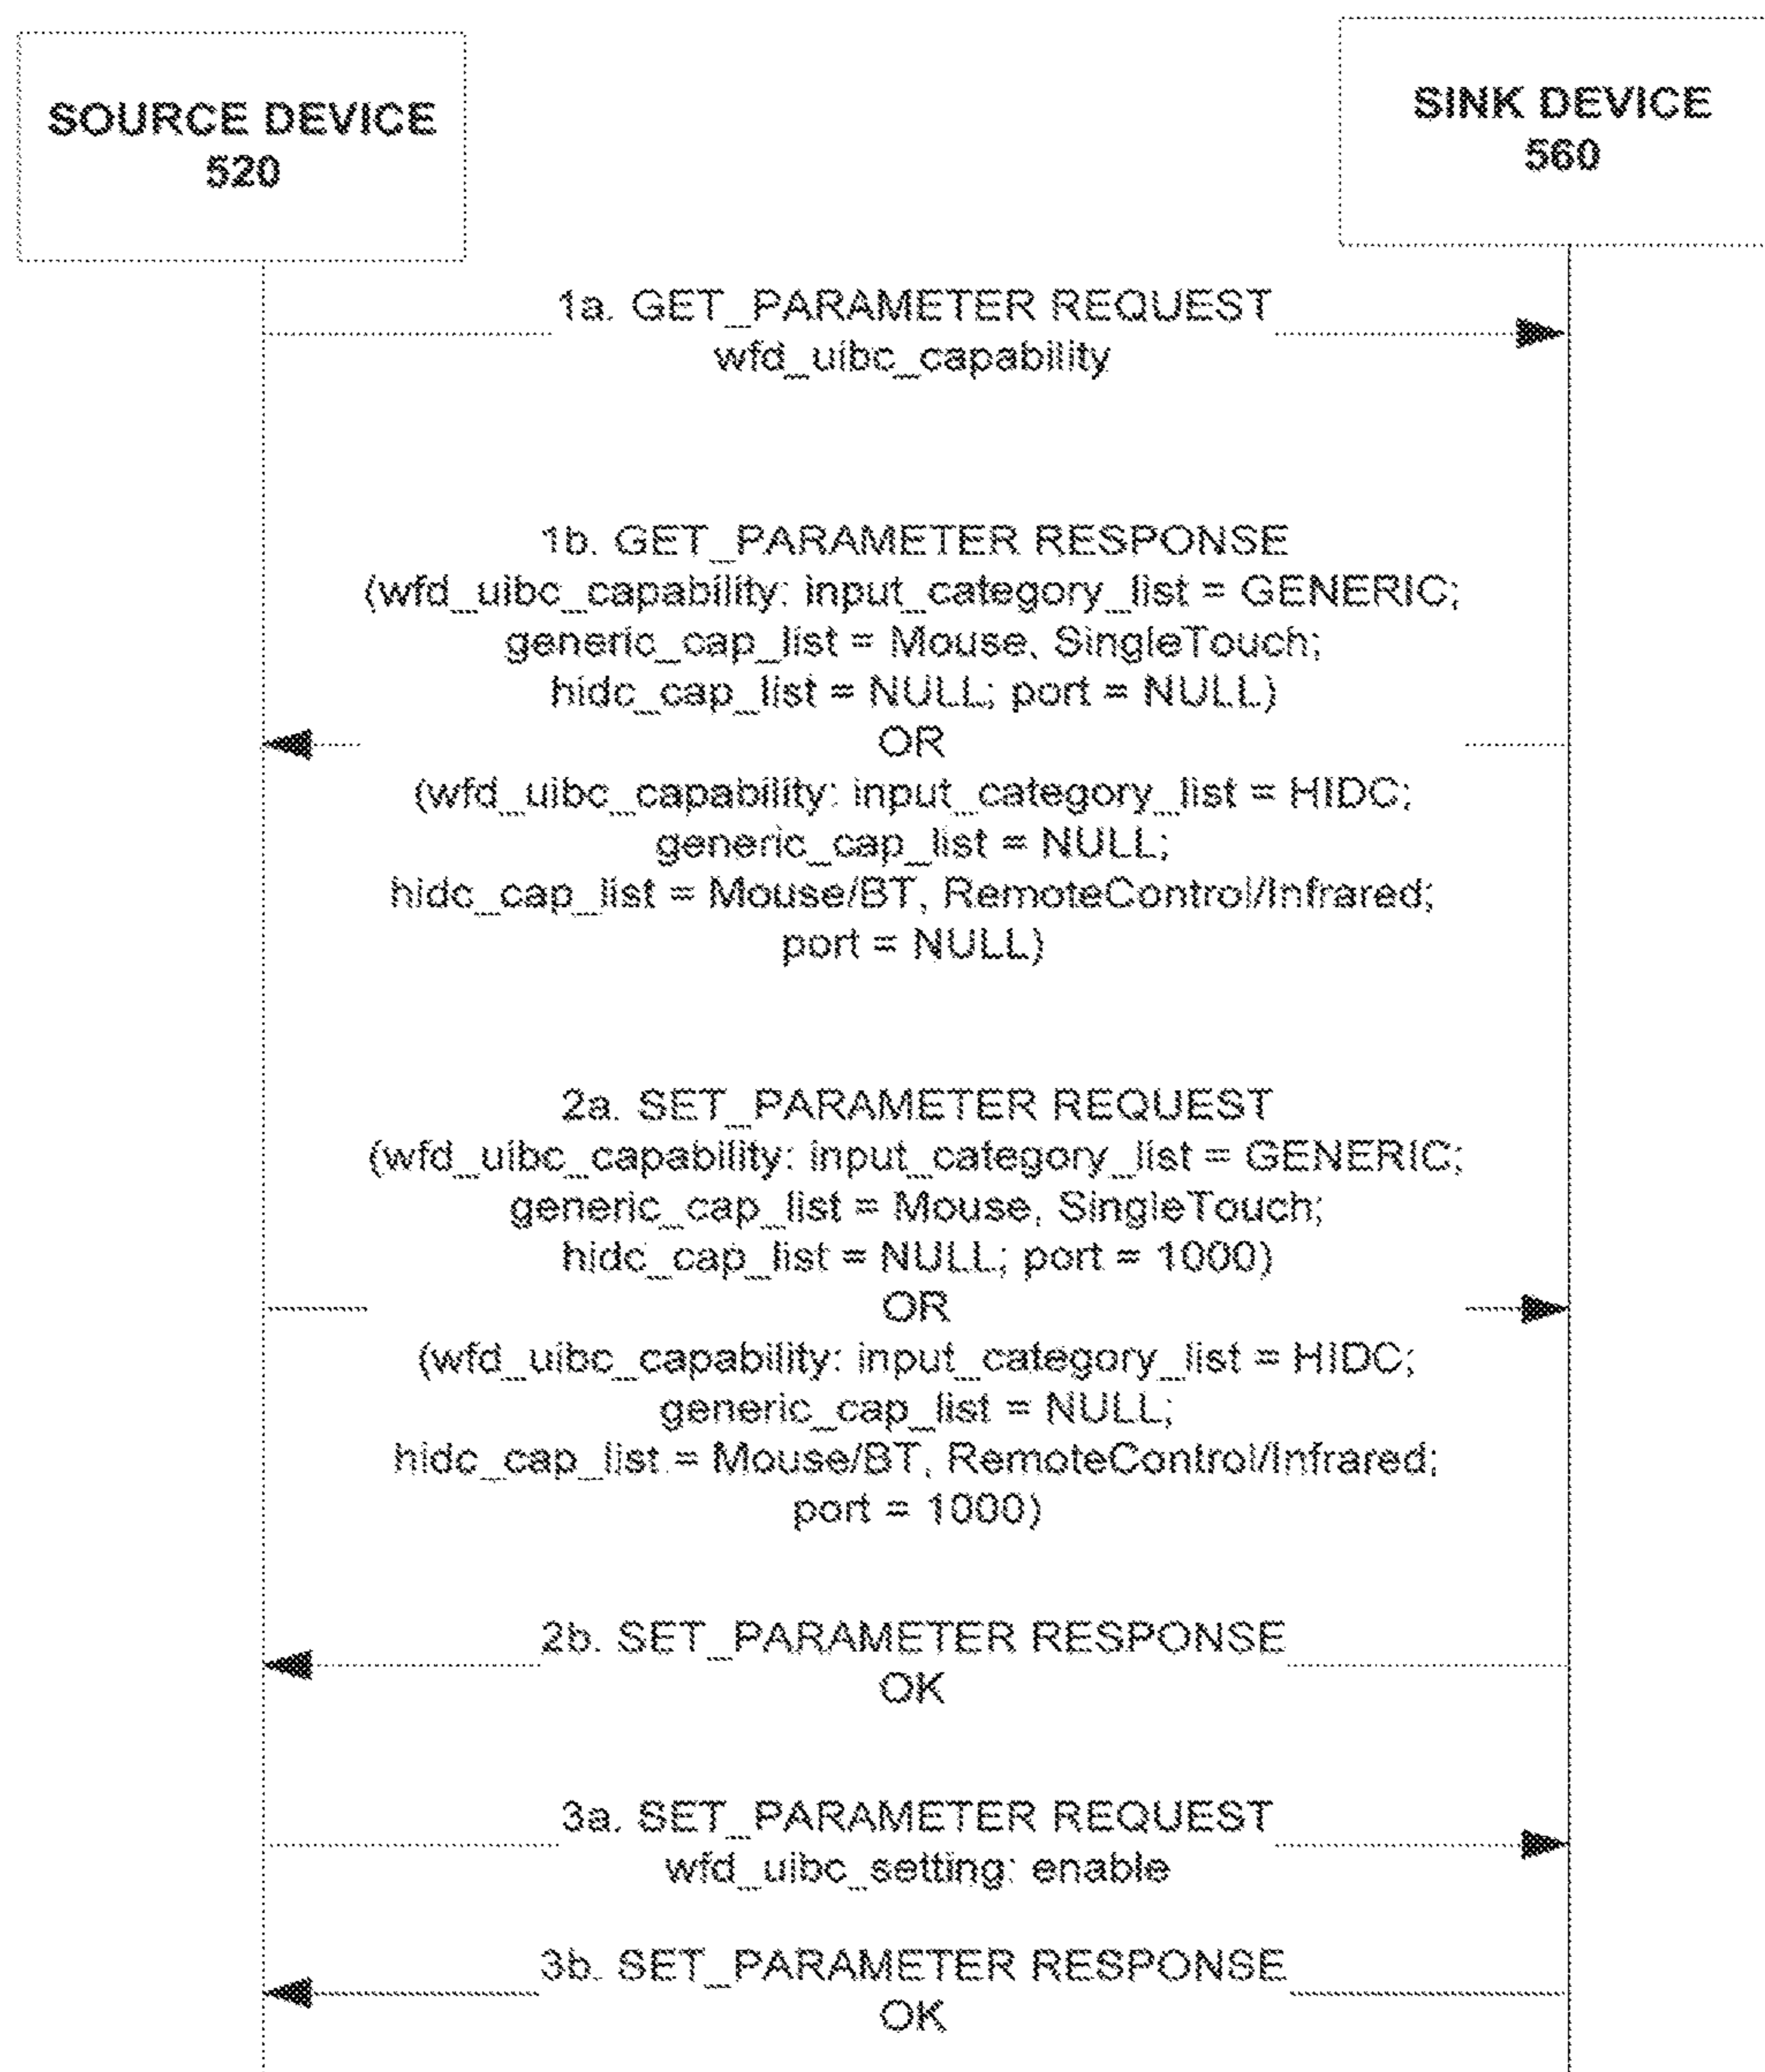 SOURCE DEVICE
520
SINK DEVICE
560
1a. GET_PARAMETER REQUEST
wfd_uibc_capability
1b. GET_PARAMETER RESPONSE
(wfd_uibc_capability: input_category_list = GENERIC;
generic_cap_list = Mouse, SingleTouch;
hidc_cap_list = NULL; port = NULL)
OR
(wfd_uibc_capability: input_category_list = HIDC;
generic_cap_list = NULL;
hidc_cap_list = Mouse/BT, RemoteControl/Infrared;
port = NULL)
2a. SET_PARAMETER REQUEST
(wfd_uibc_capability: input_category_list = GENERIC;
generic_cap_list = Mouse, SingleTouch;
hidc_cap_list = NULL; port = 1000)
OR
(wfd_uibc_capability: input_category_list = HIDC;
generic_cap_list = NULL;
hidc_cap_list = Mouse/BT, RemoteControl/Infrared;
port = 1000)
2b. SET_PARAMETER RESPONSE
OK
3a. SET_PARAMETER REQUEST
wfd_uibc_setting: enable
3b. SET_PARAMETER RESPONSE
OK